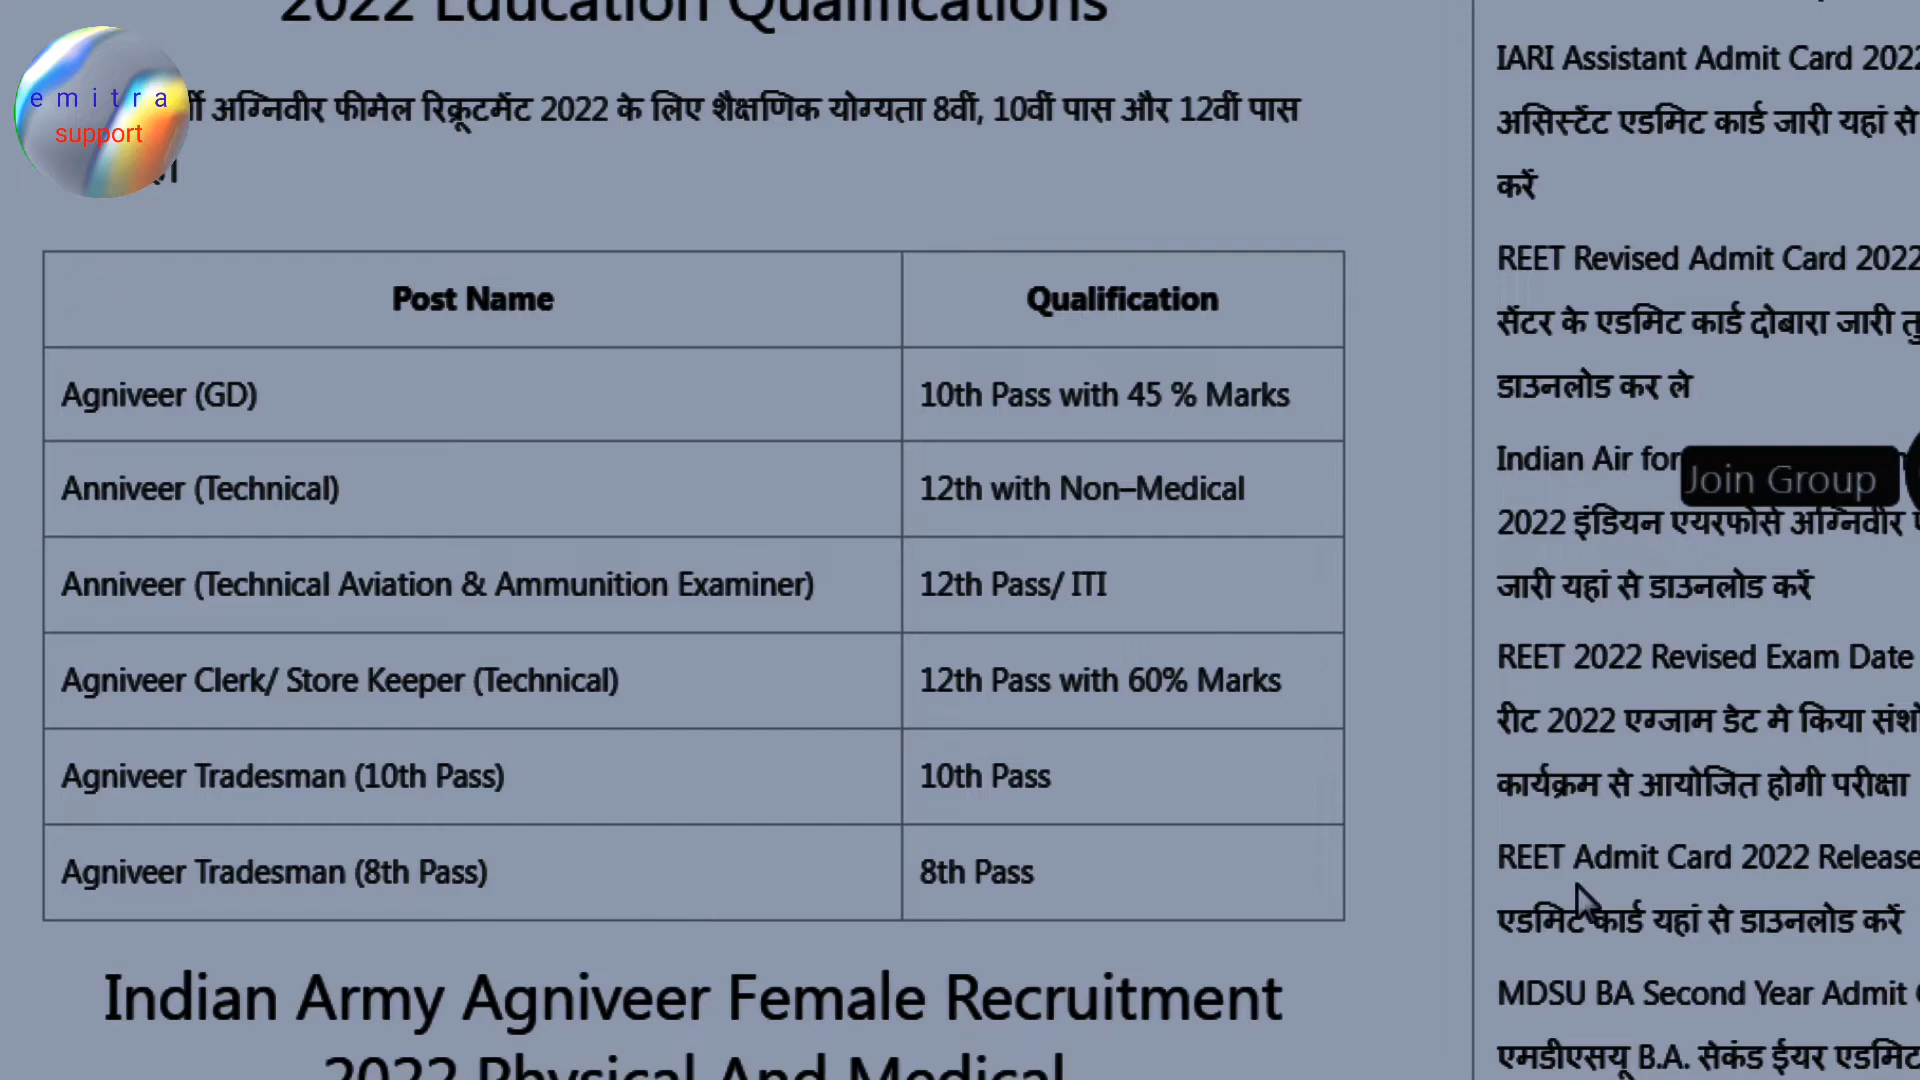 2022 Education Qualifications
e m i t r a
support
अग्निवीर फीमेल रिक्रूटमेंट 2022 के लिए शैक्षणिक योग्यता 8वीं, 10वीं पास और 12वीं पास
Post Name Qualification
Agniveer (GD) 10th Pass with 45 % Marks
Anniveer (Technical) 12th with Non–Medical
Anniveer (Technical Aviation & Ammunition Examiner) 12th Pass/ ITI
Agniveer Clerk/ Store Keeper (Technical) 12th Pass with 60% Marks
Agniveer Tradesman (10th Pass) 10th Pass
Agniveer Tradesman (8th Pass) 8th Pass
Indian Army Agniveer Female Recruitment
2022 Physical And Medical
IARI Assistant Admit Card 2022
असिस्टेंट एडमिट कार्ड जारी यहां से
करें
REET Revised Admit Card 2022
सेंटर के एडमिट कार्ड दोबारा जारी
डाउनलोड कर ले
Indian Air
Join Group
2022 इंडियन एयरफोर्स अग्निवीर
जारी यहां से डाउनलोड करें
REET 2022 Revised Exam Date
रीट 2022 एग्जाम डेट मे किया
कार्यक्रम से आयोजित होगी परीक्षा
REET Admit Card 2022 Release
एडमिट कार्ड यहां से डाउनलोड करें
MDSU BA Second Year Admit
एमडीएसयू B.A. सेकंड ईयर एडमिट